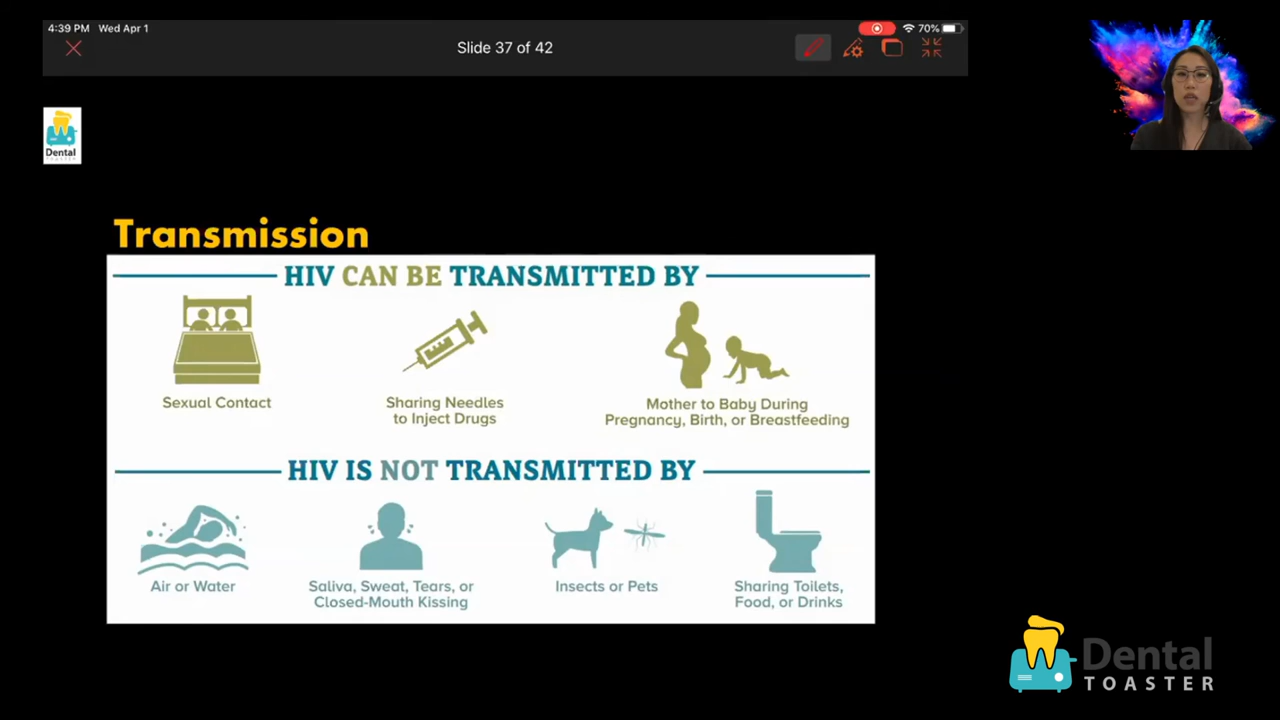 4:39 PM Wed Apr 1
70%
Slide 37 of 42
Dental
TOASTER
Transmission
HIV CAN BE TRANSMITTED BY
Sexual Contact
Sharing Needles
to Inject Drugs
Mother to Baby During
Pregnancy, Birth, or Breastfeeding
HIV IS NOT TRANSMITTED BY
Air or Water
Saliva, Sweat, Tears, or
Closed-Mouth Kissing
Insects or Pets
Sharing Toilets,
Food, or Drinks
Dental
TOASTER